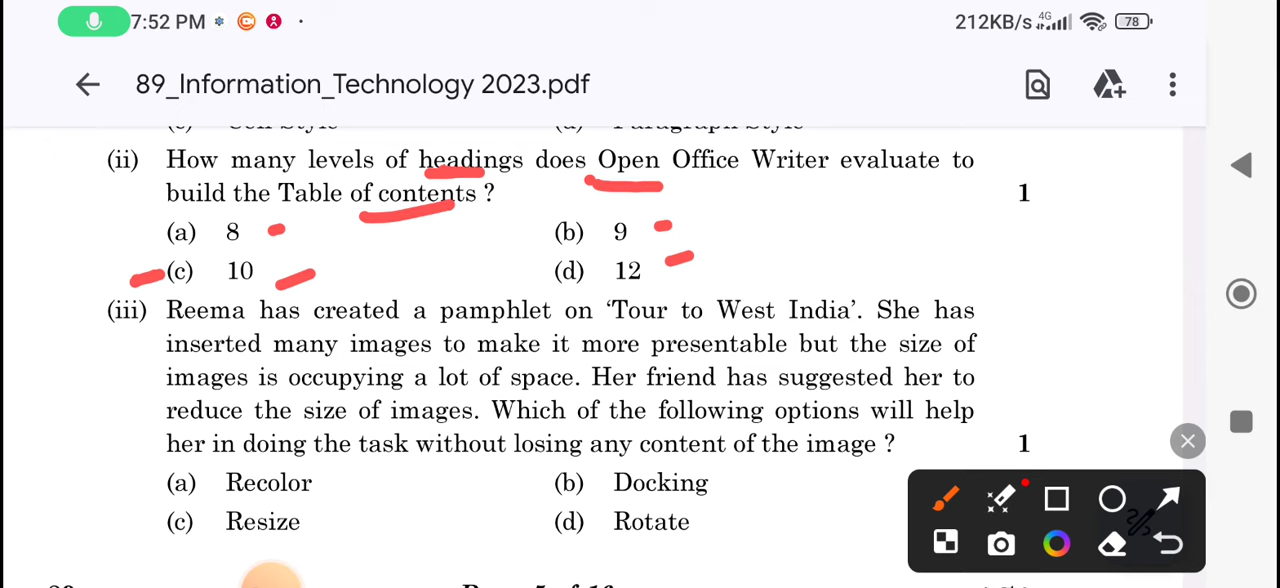 7:52 PM
212KB/s 4G 78
89_Information_Technology 2023.pdf
(ii) How many levels of headings does Open Office Writer evaluate to
build the Table of contents ? 1
(a) 8 (b) 9
(c) 10 (d) 12
(iii) Reema has created a pamphlet on ‘Tour to West India’. She has
inserted many images to make it more presentable but the size of
images is occupying a lot of space. Her friend has suggested her to
reduce the size of images. Which of the following options will help
her in doing the task without losing any content of the image ? 1
(a) Recolor (b) Docking
(c) Resize (d) Rotate